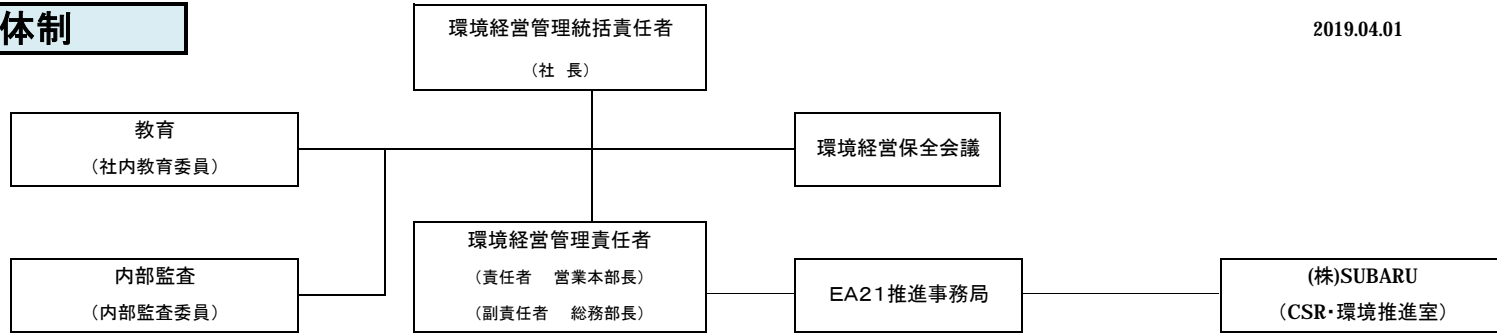 体制
2019.04.01
環境経営管理統括責任者
（社　長）
教育
（社内教育委員）
環境経営保全会議
環境経営管理責任者
（責任者　営業本部長）
（副責任者　総務部長）
内部監査
（内部監査委員）
ＥＡ２１推進事務局
(株)SUBARU
（CSR・環境推進室）